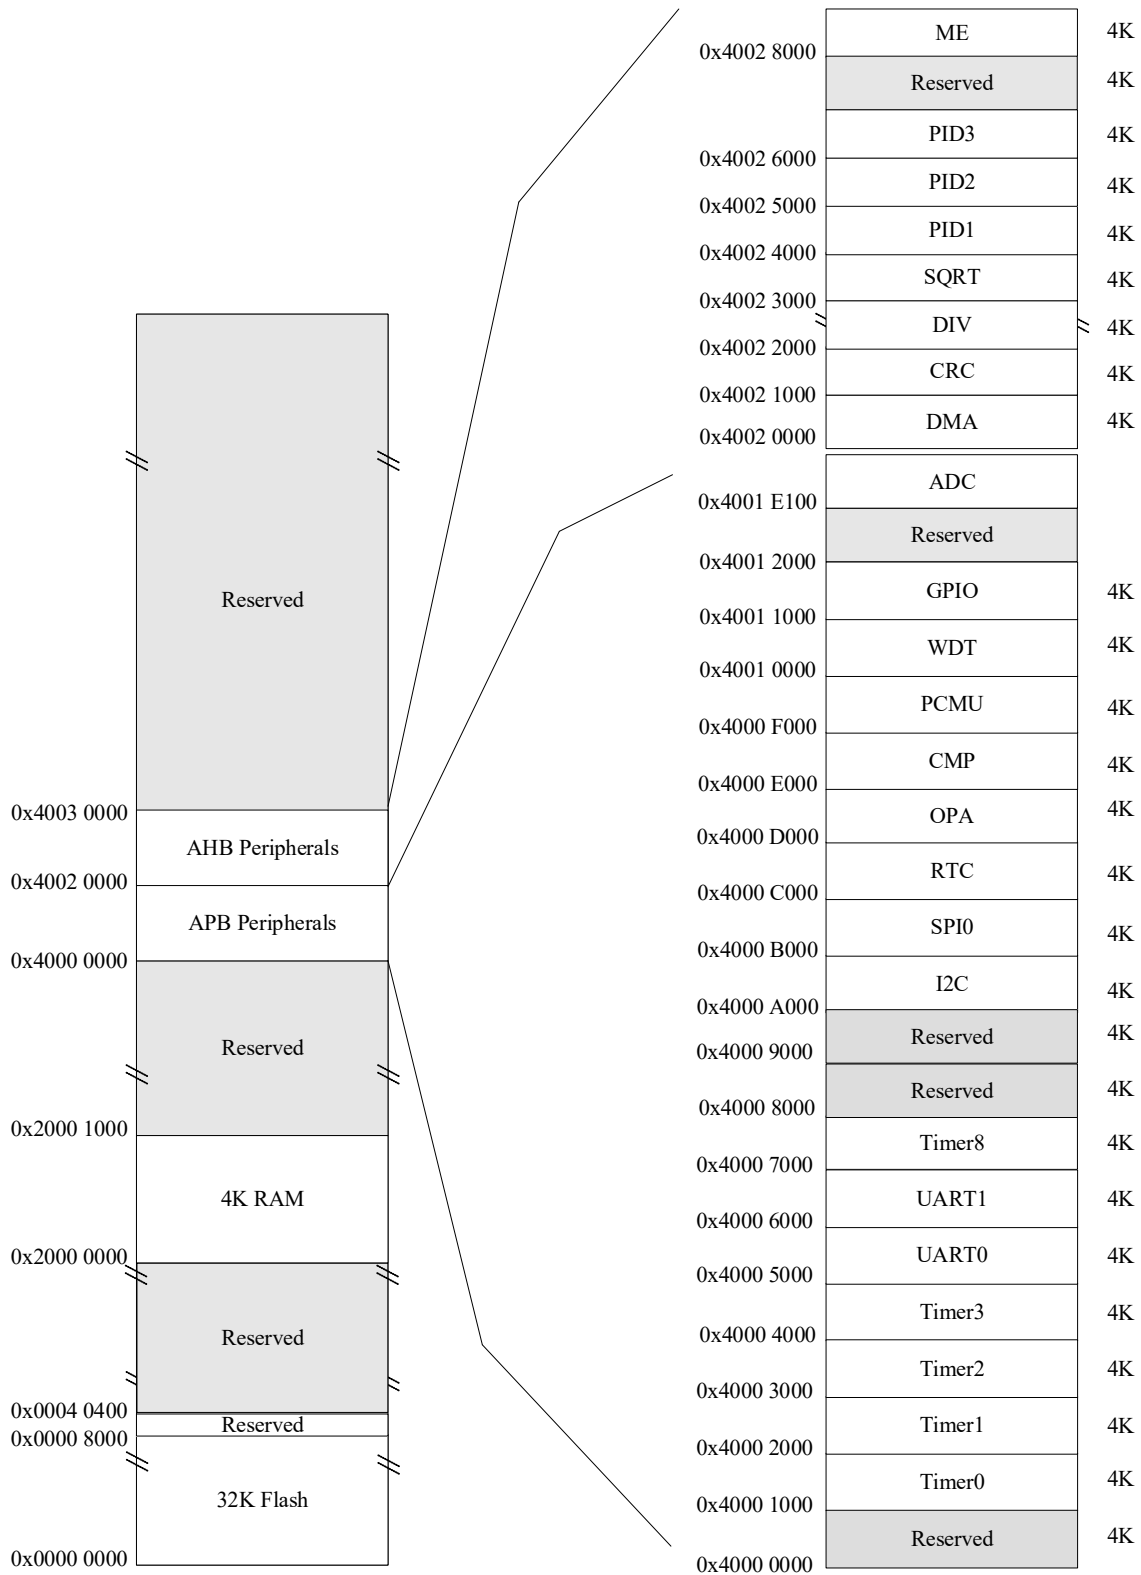 Reserved
0x4003 0000
AHB Peripherals
0x4002 0000
APB Peripherals
0x4000 0000
Reserved
0x2000 1000
4K RAM
0x2000 0000
Reserved
0x0004 0400
Reserved
0x0000 8000
32K Flash
0x0000 0000
ME 4K
0x4002 8000
Reserved 4K
PID3 4K
0x4002 6000
PID2 4K
0x4002 5000
PID1 4K
0x4002 4000
SQRT 4K
0x4002 3000
DIV 4K
0x4002 2000
CRC 4K
0x4002 1000
DMA 4K
0x4002 0000
ADC
0x4001 E100
Reserved
0x4001 2000
GPIO 4K
0x4001 1000
WDT 4K
0x4001 0000
PCMU 4K
0x4000 F000
CMP 4K
0x4000 E000
OPA 4K
0x4000 D000
RTC 4K
0x4000 C000
SPI0 4K
0x4000 B000
I2C 4K
0x4000 A000
Reserved 4K
0x4000 9000
Reserved 4K
0x4000 8000
Timer8 4K
0x4000 7000
UART1 4K
0x4000 6000
UART0 4K
0x4000 5000
Timer3 4K
0x4000 4000
Timer2 4K
0x4000 3000
Timer1 4K
0x4000 2000
Timer0 4K
0x4000 1000
Reserved 4K
0x4000 0000